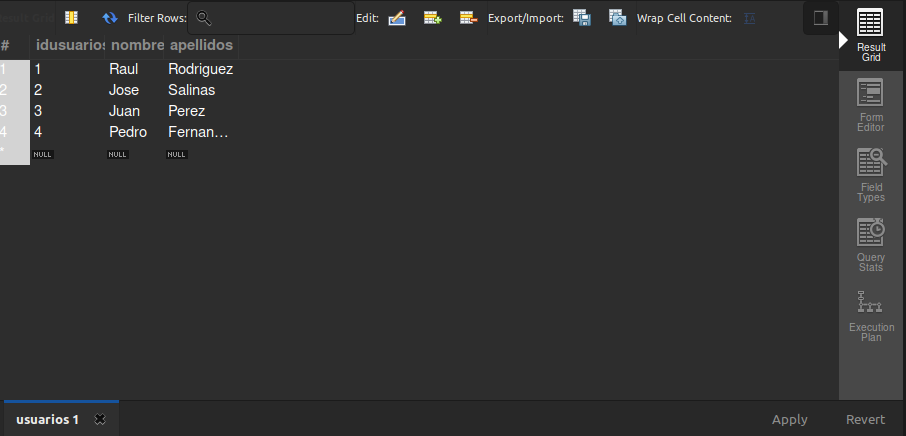 Result Grid Filter Rows: Edit: Export/Import: Wrap Cell Content: IA
# idusuarios nombre apellidos
1 1 Raul Rodriguez
2 2 Jose Salinas
3 3 Juan Perez
4 4 Pedro Fernan…
* NULL NULL NULL
Result
Grid
Form
Editor
Field
Types
Query
Stats
Execution
Plan
usuarios 1
Apply
Revert